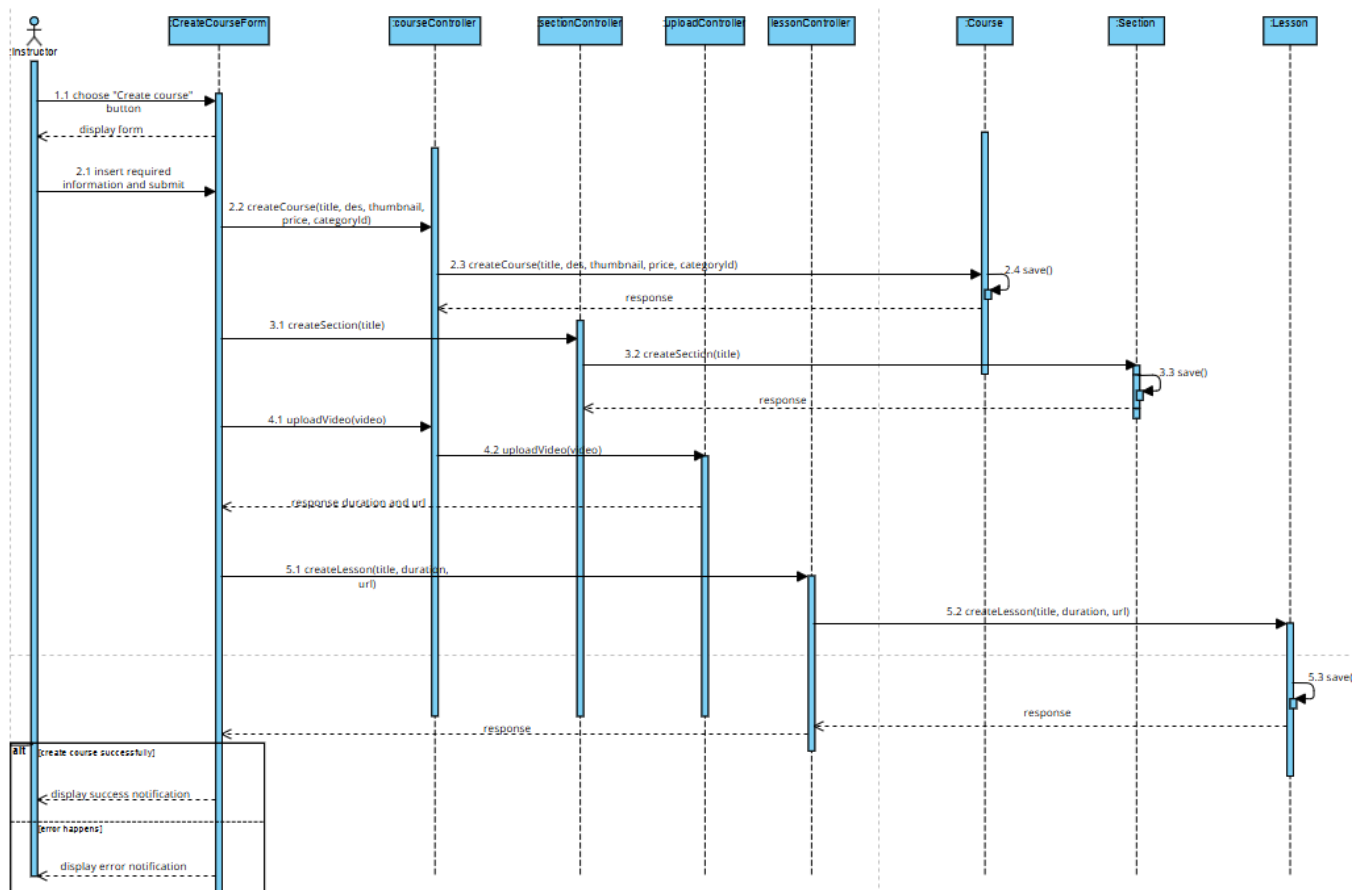 :Instructor
:CreateCourseForm
:courseController
:sectionController
:uploadController
lessonController
:Course
:Section
:Lesson
1.1 choose "Create course"
button
display form
2.1 insert required
information and submit
2.2 createCourse(title, des, thumbnail,
price, categoryId)
2.3 createCourse(title, des, thumbnail, price, categoryId)
2.4 save()
response
3.1 createSection(title)
3.2 createSection(title)
3.3 save()
response
4.1 uploadVideo(video)
4.2 uploadVideo(video)
response duration and url
5.1 createLesson(title, duration,
url)
5.2 createLesson(title, duration, url)
5.3 save(
response
response
alt
[create course successfully]
display success notification
[error happens]
display error notification